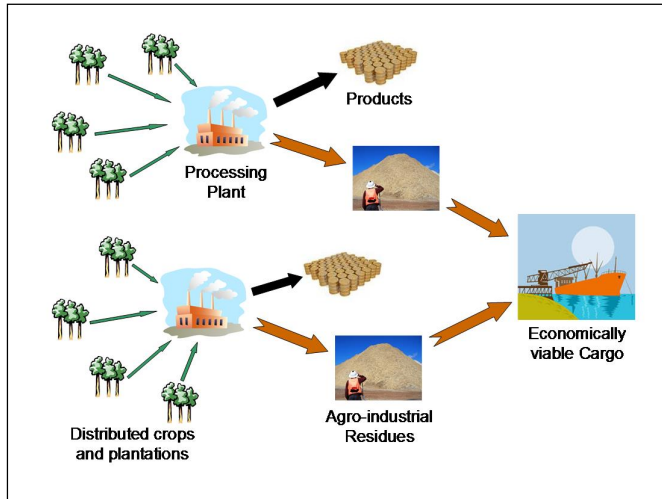 Products
Processing
Plant
Economically
viable Cargo
Agro-industrial
Residues
Distributed crops
and plantations